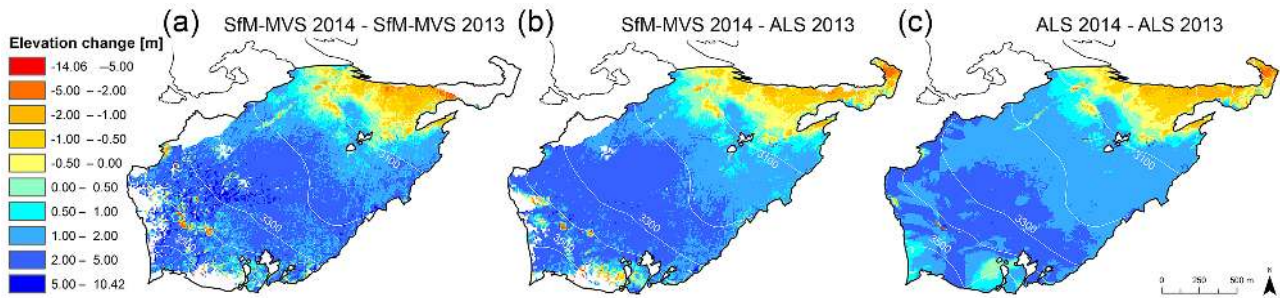 (a) SfM-MVS 2014 - SfM-MVS 2013
(b) SfM-MVS 2014 - ALS 2013
(c) ALS 2014 - ALS 2013
Elevation change [m]
-14.06 –-5.00
-5.00 – -2.00
-2.00 – -1.00
-1.00 – -0.50
-0.50 – 0.00
0.00 – 0.50
0.50 – 1.00
1.00 – 2.00
2.00 – 5.00
5.00 – 10.42
3100
3300
3100
3300
3500
3100
3300
3500
0 250 500 m
N